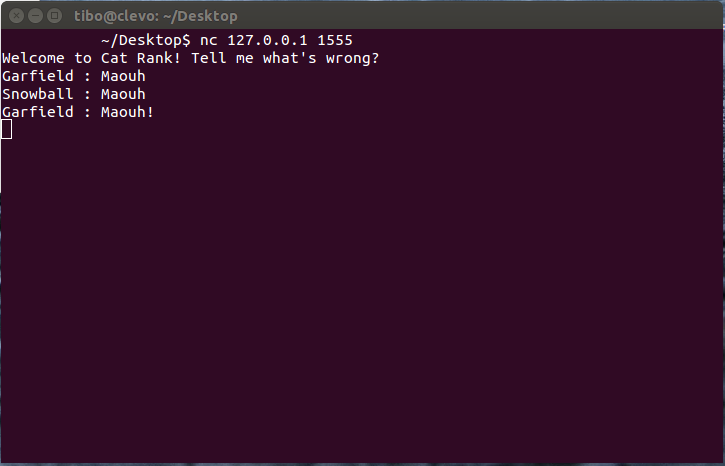 tibo@clevo: ~/Desktop
~/Desktop$ nc 127.0.0.1 1555
Welcome to Cat Rank! Tell me what's wrong?
Garfield : Maouh
Snowball : Maouh
Garfield : Maouh!